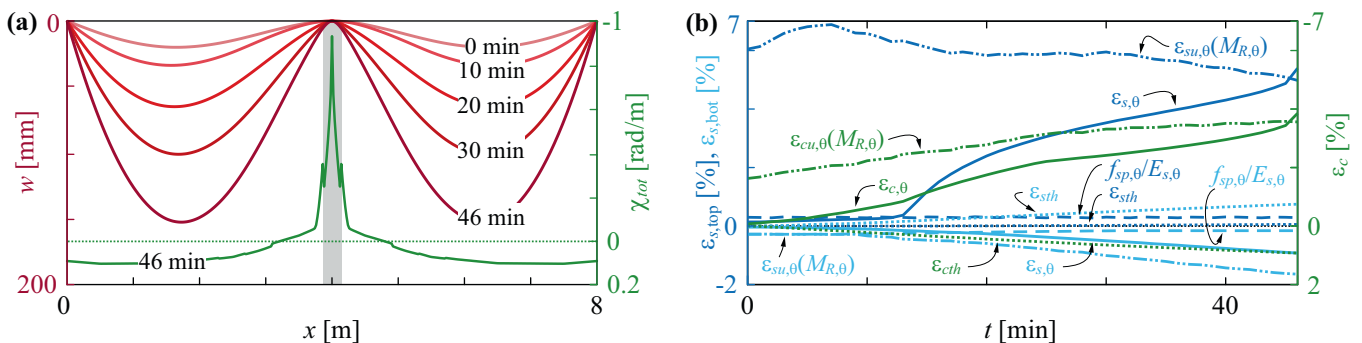 (a)
0
200
w [mm]
0
8
x [m]
-1
0
0.2
χtot [rad/m]
0 min
10 min
20 min
30 min
46 min
46 min
(b)
7
0
-2
εs,top [%], εs,bot [%]
0
40
t [min]
-7
0
2
εc [%]
εsu,θ(MR,θ)
εs,θ
εcu,θ(MR,θ)
εc,θ
εsth
fsp,θ/Es,θ
εsth
fsp,θ/Es,θ
εsu,θ(MR,θ)
εcth
εs,θ